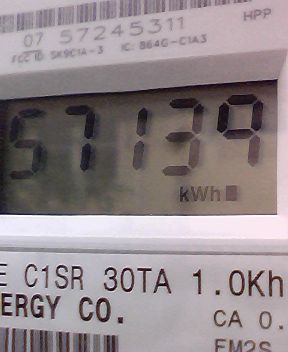 07 57245311
HPP
FCC ID: SK9C1A-3 IC: 864G-C1A3
57139
kWh
E C1SR 30TA 1.0Kh
ERGY CO.
CA 0.
EM2S